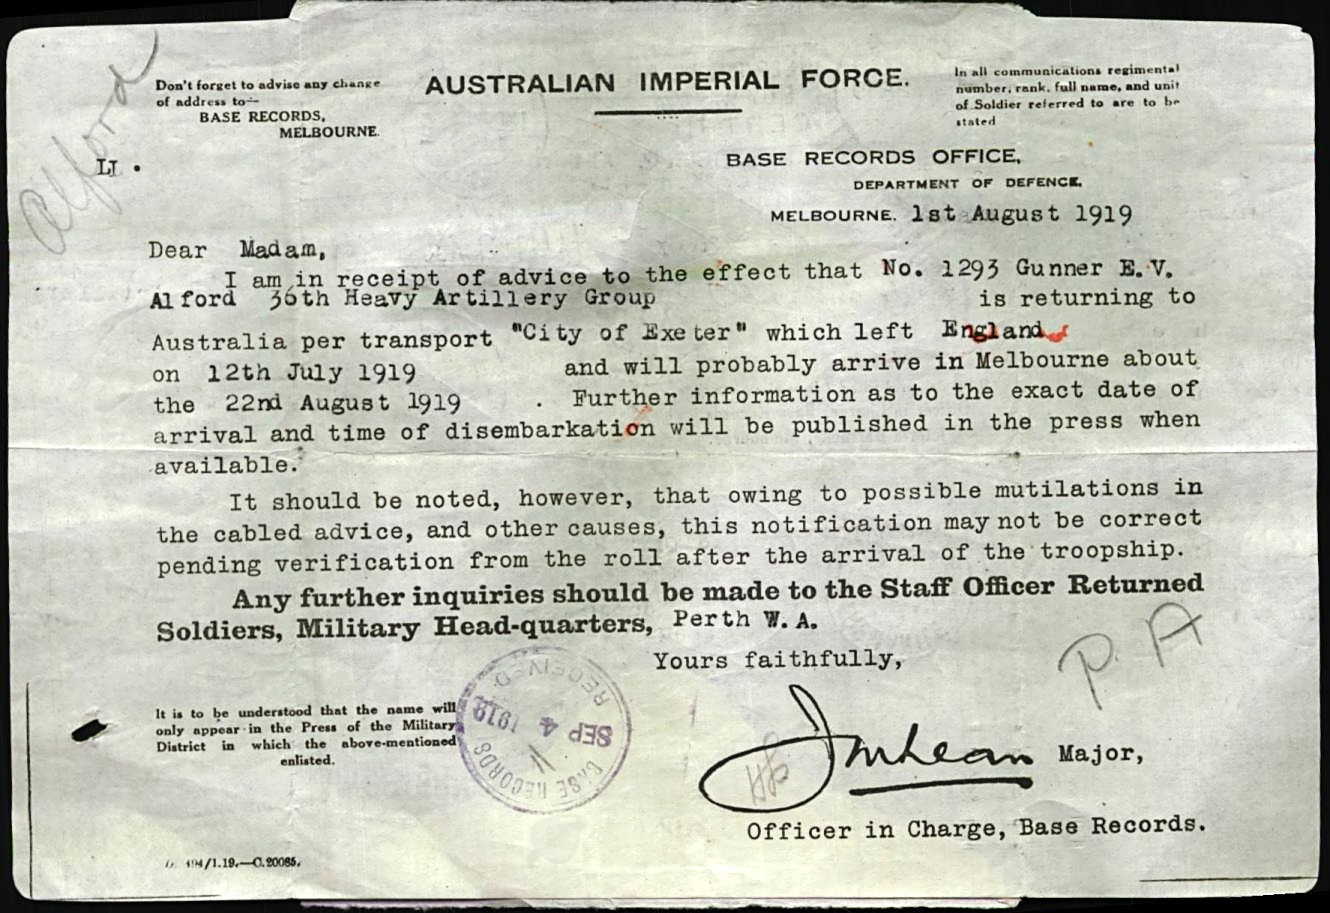 Alford
Don't forget to advise any change
of address to—
BASE RECORDS,
MELBOURNE.
AUSTRALIAN IMPERIAL FORCE.
In all communications regimental
number, rank, full name, and unit
of Soldier referred to are to be
stated
LI .
BASE RECORDS OFFICE,
DEPARTMENT OF DEFENCE,
MELBOURNE. 1st August 1919
Dear Madam,
I am in receipt of advice to the effect that No. 1293 Gunner E.V.
Alford 36th Heavy Artillery Group is returning to
Australia per transport "City of Exeter" which left England
on 12th July 1919 and will probably arrive in Melbourne about
the 22nd August 1919 . Further information as to the exact date of
arrival and time of disembarkation will be published in the press when
available.
It should be noted, however, that owing to possible mutilations in
the cabled advice, and other causes, this notification may not be correct
pending verification from the roll after the arrival of the troopship.
Any further inquiries should be made to the Staff Officer Returned
Soldiers, Military Head-quarters, Perth W.A.
Yours faithfully,
P. A
It is to be understood that the name will
only appear in the Press of the Military
District in which the above-mentioned
enlisted.
RECEIVED
SEP 4 1919
BASE RECORDS
JMLean Major,
Officer in Charge, Base Records.
/1.19.—C.20085.